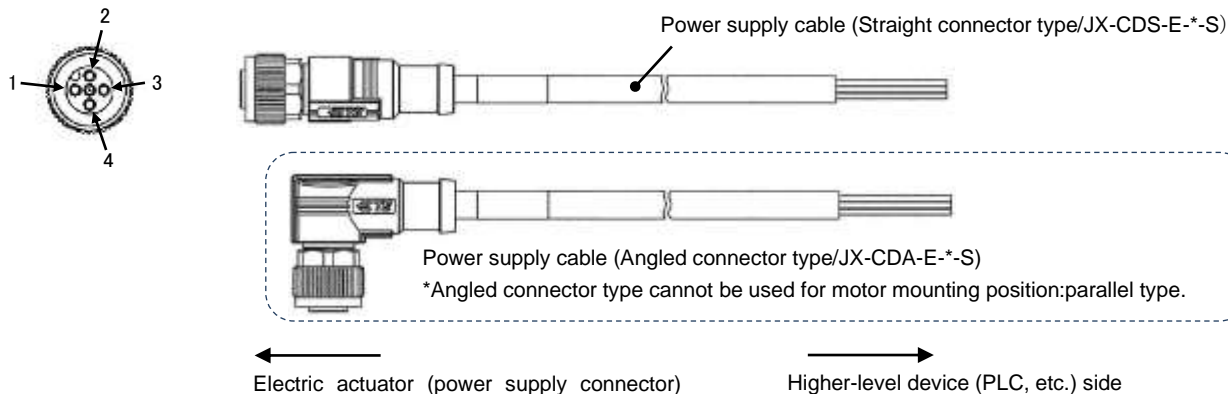 Power supply cable (Straight connector type/JX-CDS-E-*-S)
2
1
3
4
Power supply cable (Angled connector type/JX-CDA-E-*-S)
*Angled connector type cannot be used for motor mounting position:parallel type.
Electric actuator (power supply connector)
Higher-level device (PLC, etc.) side